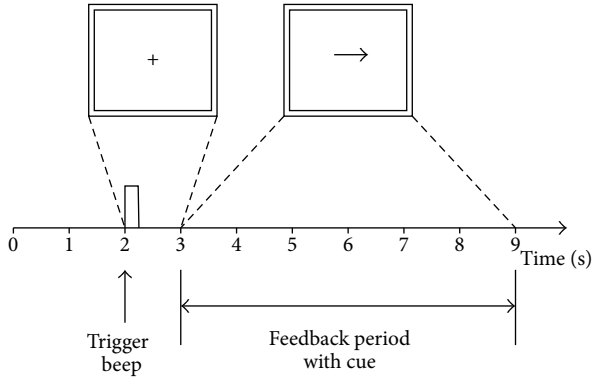 +
0 1 2 3 4 5 6 7 8 9
Time (s)
Trigger
beep
Feedback period
with cue